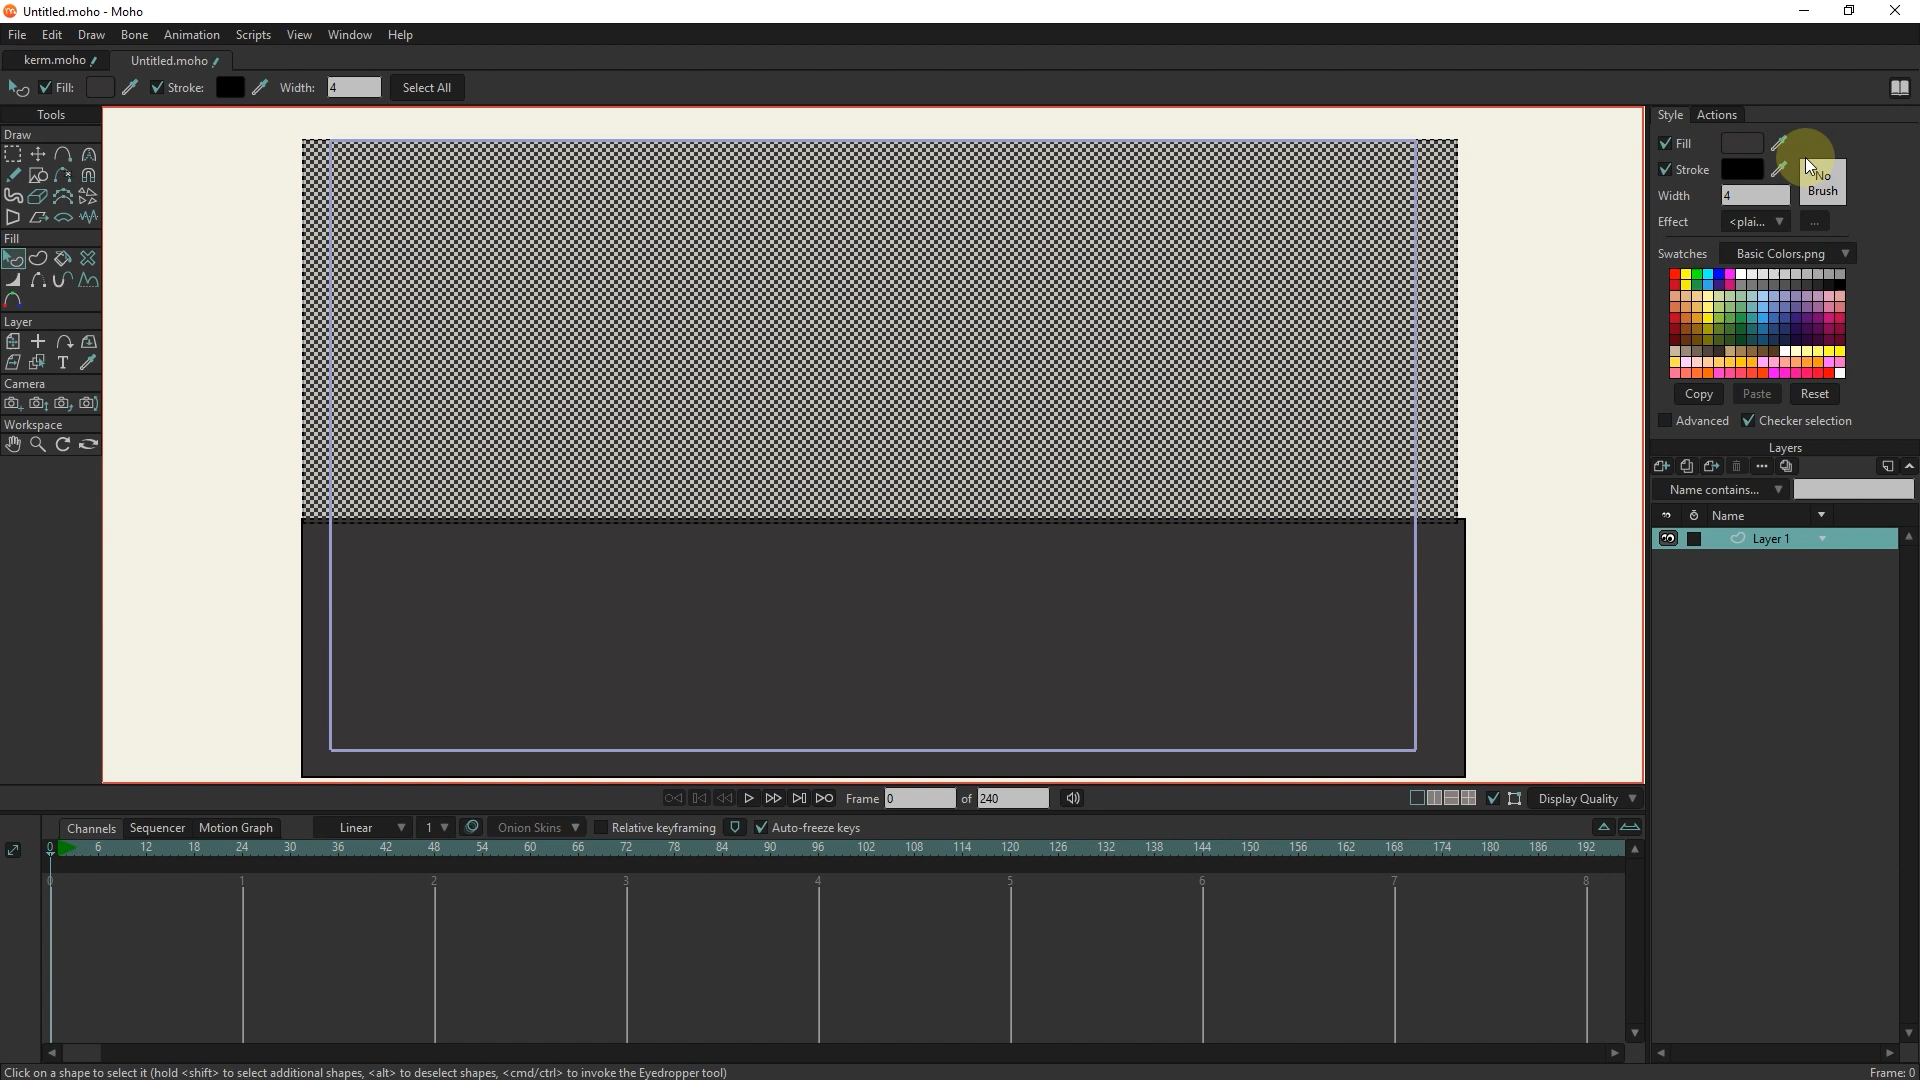 Untitled.moho - Moho
File Edit Draw Bone Animation Scripts View Window Help
kerm.moho Untitled.moho
Fill: Stroke: Width: 4 Select All
Tools
Draw
Fill
Layer
Camera
Workspace
Style Actions
Fill
Stroke
No
Brush
Width 4
Effect <plai... ...
Swatches Basic Colors.png
Copy Paste Reset
Advanced Checker selection
Layers
Name contains...
Name
Layer 1
Frame 0 of 240 Display Quality
Channels Sequencer Motion Graph Linear 1 Onion Skins Relative keyframing Auto-freeze keys
0 6 12 18 24 30 36 42 48 54 60 66 72 78 84 90 96 102 108 114 120 126 132 138 144 150 156 162 168 174 180 186 192
0 1 2 3 4 5 6 7 8
Click on a shape to select it (hold <shift> to select additional shapes, <alt> to deselect shapes, <cmd/ctrl> to invoke the Eyedropper tool) Frame: 0